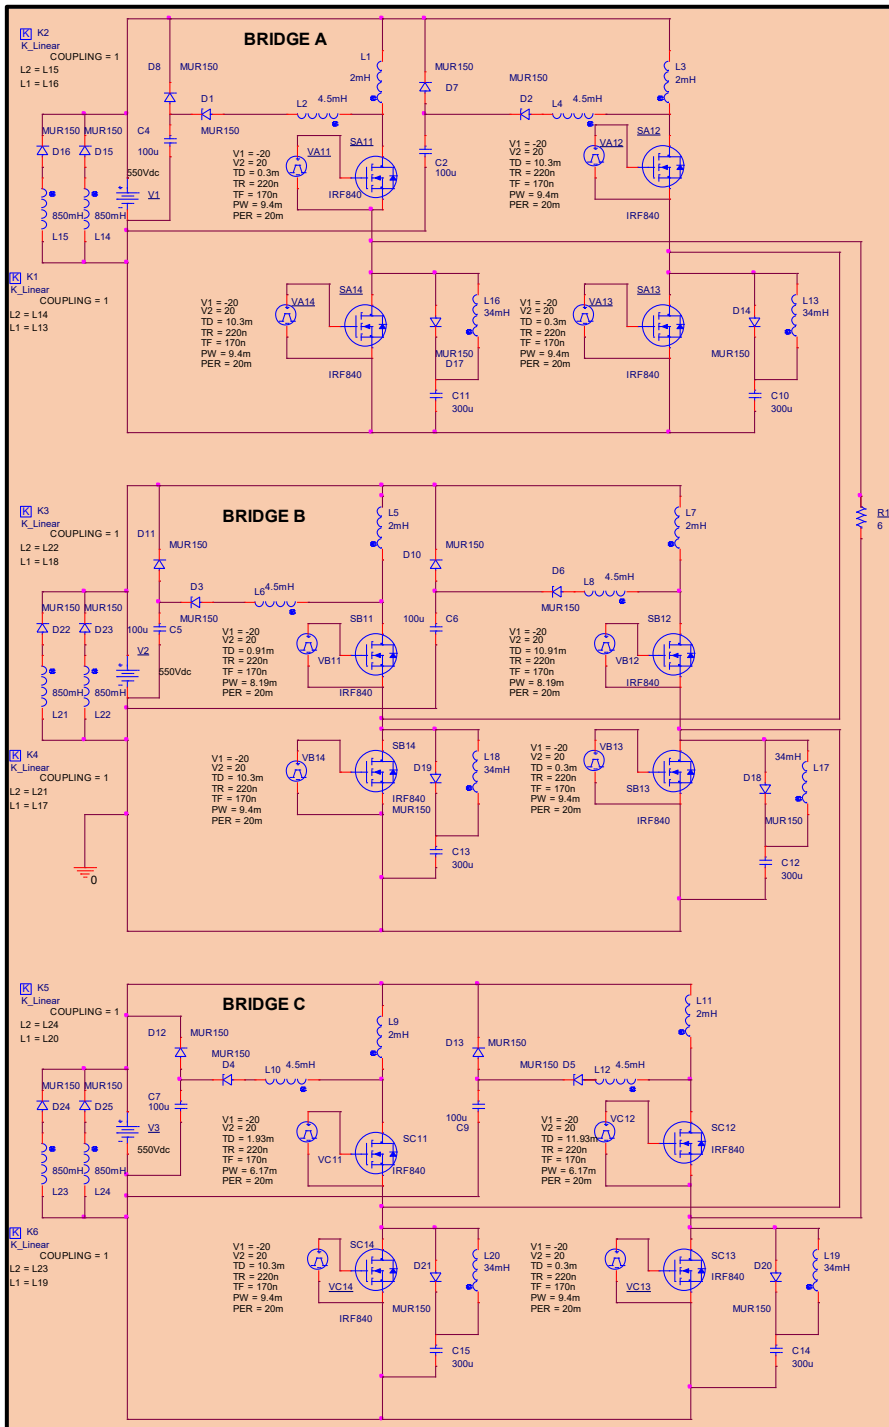 BRIDGE A
K K2
K_Linear
COUPLING = 1
L2 = L15
L1 = L16
D8
MUR150
D1
MUR150
C4
100u
L2
4.5mH
L1
2mH
D7
MUR150
D2
MUR150
L4
4.5mH
L3
2mH
C2
100u
MUR150 MUR150
D16
D15
550Vdc
V1
850mH
850mH
L15
L14
V1 = -20
V2 = 20
TD = 0.3m
TR = 220n
TF = 170n
PW = 9.4m
PER = 20m
VA11
SA11
IRF840
V1 = -20
V2 = 20
TD = 10.3m
TR = 220n
TF = 170n
PW = 9.4m
PER = 20m
VA12
SA12
IRF840
K K1
K_Linear
COUPLING = 1
L2 = L14
L1 = L13
V1 = -20
V2 = 20
TD = 10.3m
TR = 220n
TF = 170n
PW = 9.4m
PER = 20m
VA14
SA14
IRF840
L16
34mH
MUR150
D17
C11
300u
V1 = -20
V2 = 20
TD = 0.3m
TR = 220n
TF = 170n
PW = 9.4m
PER = 20m
VA13
SA13
IRF840
D14
MUR150
L13
34mH
C10
300u
R1
6
BRIDGE B
K K3
K_Linear
COUPLING = 1
L2 = L22
L1 = L18
D11
MUR150
D3
MUR150
100u
C5
L6
4.5mH
L5
2mH
D10
MUR150
100u
C6
D6
MUR150
L8
4.5mH
L7
2mH
MUR150 MUR150
D22
D23
V2
550Vdc
850mH
850mH
L21
L22
V1 = -20
V2 = 20
TD = 0.91m
TR = 220n
TF = 170n
PW = 8.19m
PER = 20m
VB11
SB11
IRF840
V1 = -20
V2 = 20
TD = 10.91m
TR = 220n
TF = 170n
PW = 8.19m
PER = 20m
VB12
SB12
IRF840
K K4
K_Linear
COUPLING = 1
L2 = L21
L1 = L17
0
V1 = -20
V2 = 20
TD = 10.3m
TR = 220n
TF = 170n
PW = 9.4m
PER = 20m
VB14
SB14
IRF840
D19
MUR150
L18
34mH
C13
300u
V1 = -20
V2 = 20
TD = 0.3m
TR = 220n
TF = 170n
PW = 9.4m
PER = 20m
VB13
SB13
IRF840
D18
MUR150
34mH
L17
C12
300u
BRIDGE C
K K5
K_Linear
COUPLING = 1
L2 = L24
L1 = L20
D12
MUR150
MUR150
D4
C7
100u
L10
4.5mH
L9
2mH
D13
MUR150
100u
C9
MUR150 D5
L12
4.5mH
L11
2mH
MUR150 MUR150
D24
D25
V3
550Vdc
850mH
850mH
L23
L24
V1 = -20
V2 = 20
TD = 1.93m
TR = 220n
TF = 170n
PW = 6.17m
PER = 20m
VC11
SC11
IRF840
V1 = -20
V2 = 20
TD = 11.93m
TR = 220n
TF = 170n
PW = 6.17m
PER = 20m
VC12
SC12
IRF840
K K6
K_Linear
COUPLING = 1
L2 = L23
L1 = L19
V1 = -20
V2 = 20
TD = 10.3m
TR = 220n
TF = 170n
PW = 9.4m
PER = 20m
VC14
SC14
IRF840
D21
MUR150
L20
34mH
C15
300u
V1 = -20
V2 = 20
TD = 0.3m
TR = 220n
TF = 170n
PW = 9.4m
PER = 20m
VC13
SC13
IRF840
D20
MUR150
L19
34mH
C14
300u